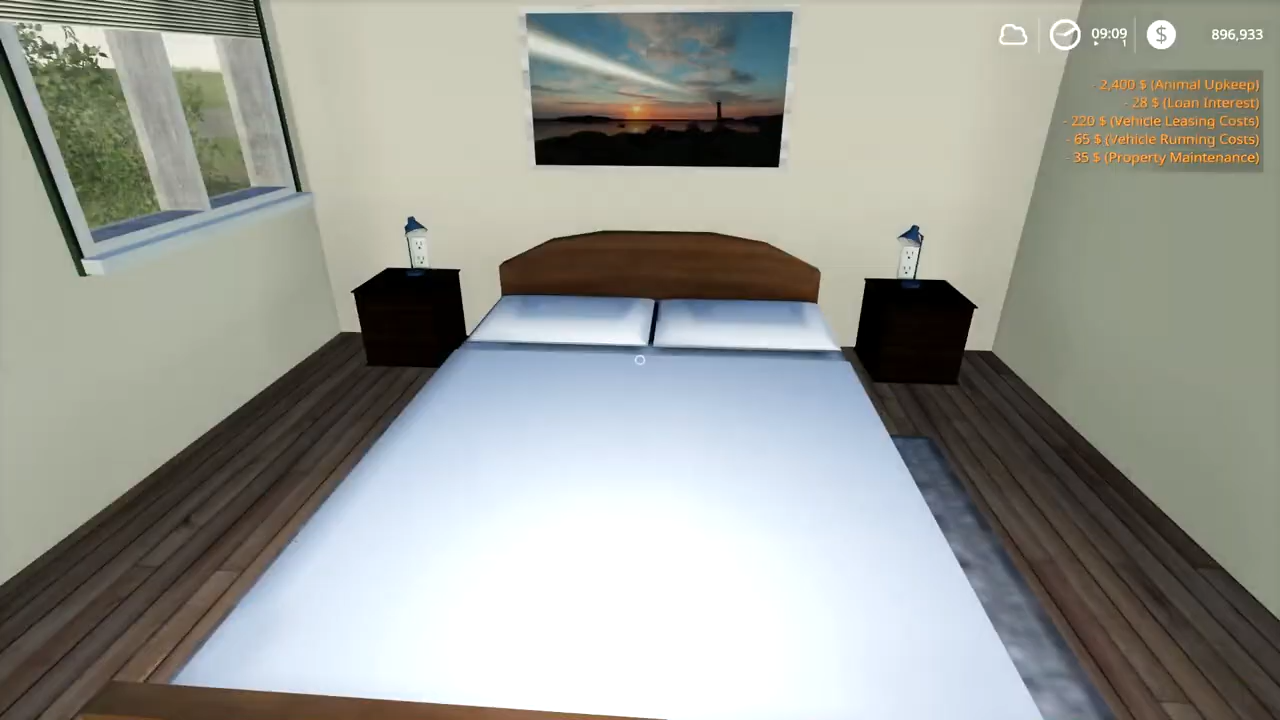 09:09
1
$
896,933
- 2,400 $ (Animal Upkeep)
- 28 $ (Loan Interest)
- 220 $ (Vehicle Leasing Costs)
- 65 $ (Vehicle Running Costs)
- 35 $ (Property Maintenance)